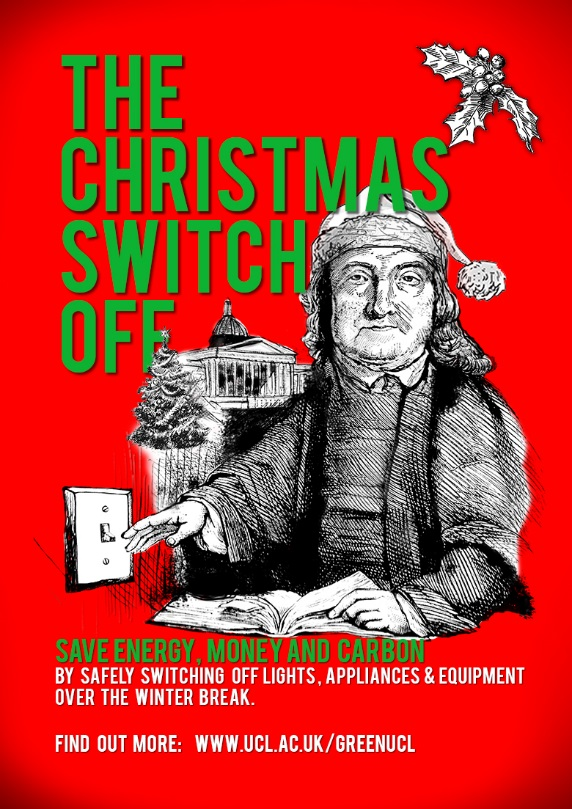 THE
CHRISTMAS
SWITCH
OFF
SAVE ENERGY, MONEY AND CARBON
BY SAFELY SWITCHING OFF LIGHTS, APPLIANCES & EQUIPMENT
OVER THE WINTER BREAK.
FIND OUT MORE: WWW.UCL.AC.UK/GREENUCL